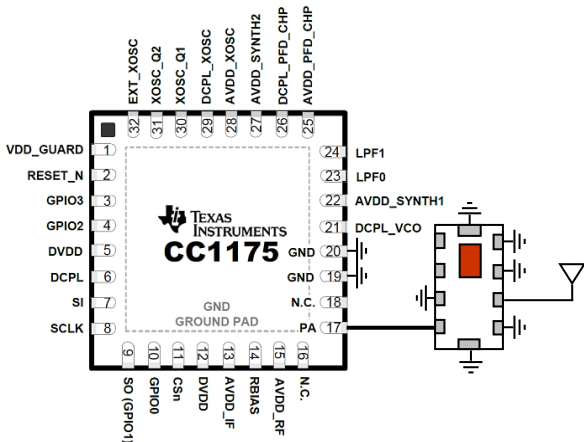 EXT_XOSC
XOSC_Q2
XOSC_Q1
DCPL_XOSC
AVDD_XOSC
AVDD_SYNTH2
DCPL_PFD_CHP
AVDD_PFD_CHP
32 31 30 29 28 27 26 25
VDD_GUARD 1
RESET_N 2
GPIO3 3
GPIO2 4
DVDD 5
DCPL 6
SI 7
SCLK 8
TEXAS
INSTRUMENTS
CC1175
GND
GROUND PAD
24 LPF1
23 LPF0
22 AVDD_SYNTH1
21 DCPL_VCO
GND 20
GND 19
N.C. 18
PA 17
9 10 11 12 13 14 15 16
SO (GPIO1)
GPIO0
CSn
DVDD
AVDD_IF
RBIAS
AVDD_RF
N.C.